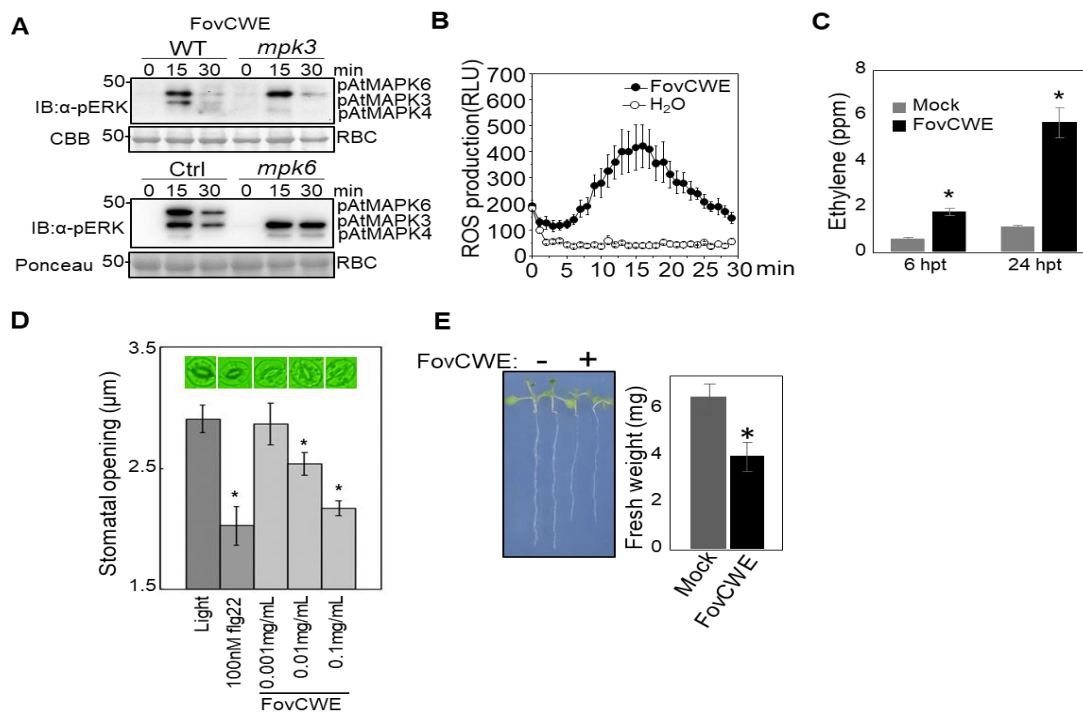 A
FovCWE
WT mpk3
0 15 30 0 15 30 min
50
IB:α-pERK
pAtMAPK6
pAtMAPK3
pAtMAPK4
CBB 50 RBC
Ctrl mpk6
0 15 30 0 15 30 min
50
IB:α-pERK
pAtMAPK6
pAtMAPK3
pAtMAPK4
Ponceau 50 RBC
B
ROS production(RLU)
700
600
500
400
300
200
100
0
FovCWE
H2O
0 5 10 15 20 25 30 min
C
Ethylene (ppm)
8
6
4
2
0
Mock
FovCWE
*
*
6 hpt 24 hpt
D
Stomatal opening (µm)
3.5
2.5
1.5
*
*
*
Light
100nM flg22
0.001mg/mL
0.01mg/mL
0.1mg/mL
FovCWE
E
FovCWE: - +
Fresh weight (mg)
6
4
2
0
*
Mock
FovCWE